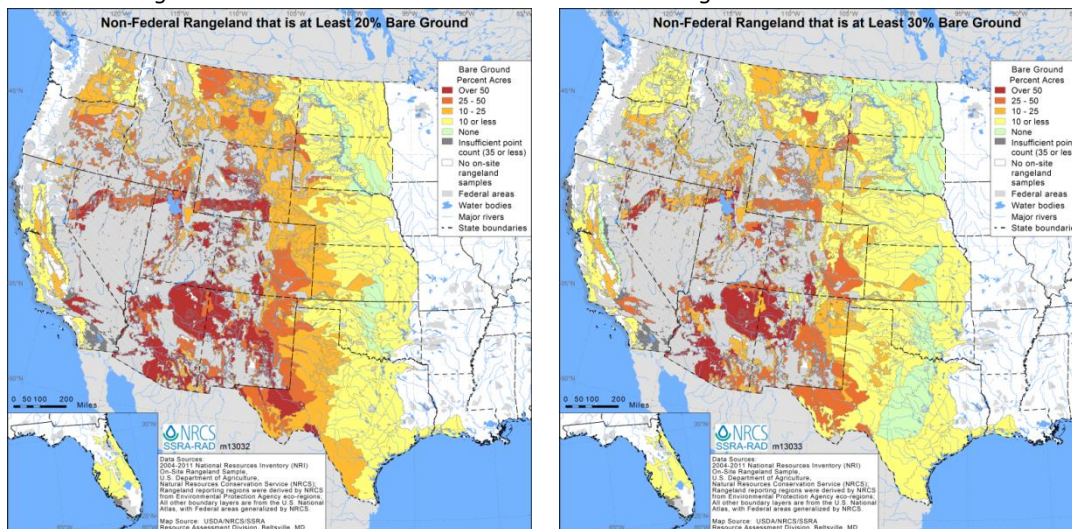 Non-Federal Rangeland that is at Least 20% Bare Ground
Bare Ground
Percent Acres
Over 50
25 - 50
10 - 25
10 or less
None
Insufficient point
count (35 or less)
No on-site
rangeland
samples
Federal areas
Water bodies
Major rivers
State boundaries
0 50 100 200
Miles
NRCS
SSRA-RAD
m13032
Data Sources:
2004-2011 National Resources Inventory (NRI)
On-Site Rangeland Sample,
U.S. Department of Agriculture,
Natural Resources Conservation Service (NRCS);
Rangeland reporting regions were derived by NRCS
from Environmental Protection Agency eco-regions;
All other boundary layers are from the U.S. National
Atlas, with Federal areas generalized by NRCS.
Map Source: USDA/NRCS/SSRA
Resource Assessment Division, Beltsville, MD
Non-Federal Rangeland that is at Least 30% Bare Ground
Bare Ground
Percent Acres
Over 50
25 - 50
10 - 25
10 or less
None
Insufficient point
count (35 or less)
No on-site
rangeland
samples
Federal areas
Water bodies
Major rivers
State boundaries
0 50 100 200
Miles
NRCS
SSRA-RAD
m13033
Data Sources:
2004-2011 National Resources Inventory (NRI)
On-Site Rangeland Sample,
U.S. Department of Agriculture,
Natural Resources Conservation Service (NRCS);
Rangeland reporting regions were derived by NRCS
from Environmental Protection Agency eco-regions;
All other boundary layers are from the U.S. National
Atlas, with Federal areas generalized by NRCS.
Map Source: USDA/NRCS/SSRA
Resource Assessment Division, Beltsville, MD